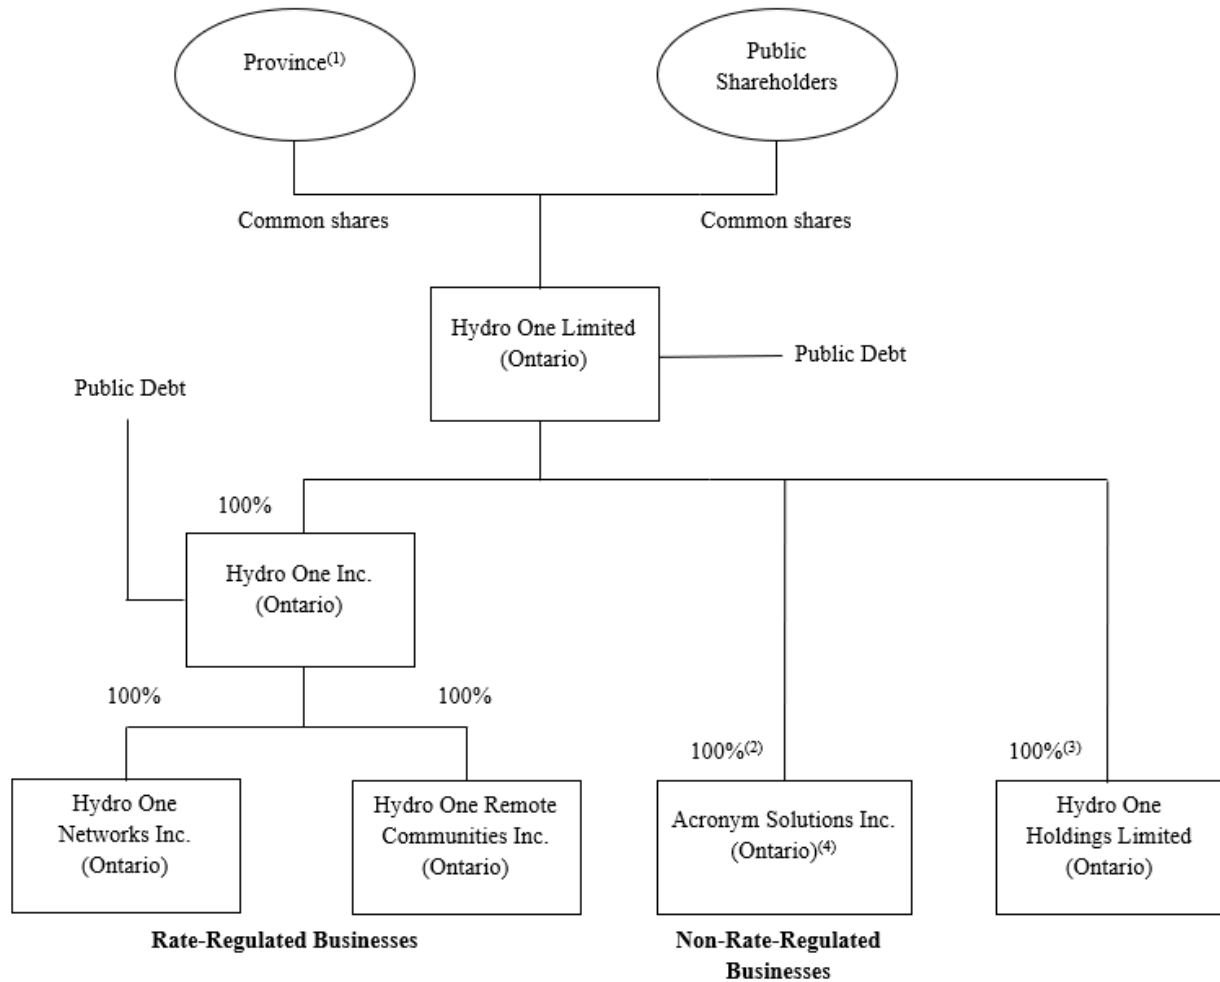 Province(1)
Public
Shareholders
Common shares
Common shares
Hydro One Limited
(Ontario)
Public Debt
Public Debt
100%
Hydro One Inc.
(Ontario)
100%
100%
100%(2)
100%(3)
Hydro One
Networks Inc.
(Ontario)
Hydro One Remote
Communities Inc.
(Ontario)
Acronym Solutions Inc.
(Ontario)(4)
Hydro One
Holdings Limited
(Ontario)
Rate-Regulated Businesses
Non-Rate-Regulated
Businesses